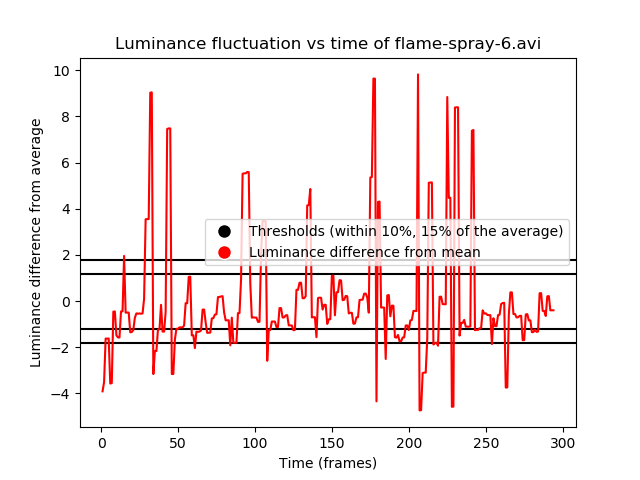 Luminance fluctuation vs time of flame-spray-6.avi
Luminance difference from average
10
8
6
4
2
0
−2
−4
Thresholds (within 10%, 15% of the average)
Luminance difference from mean
0 50 100 150 200 250 300
Time (frames)